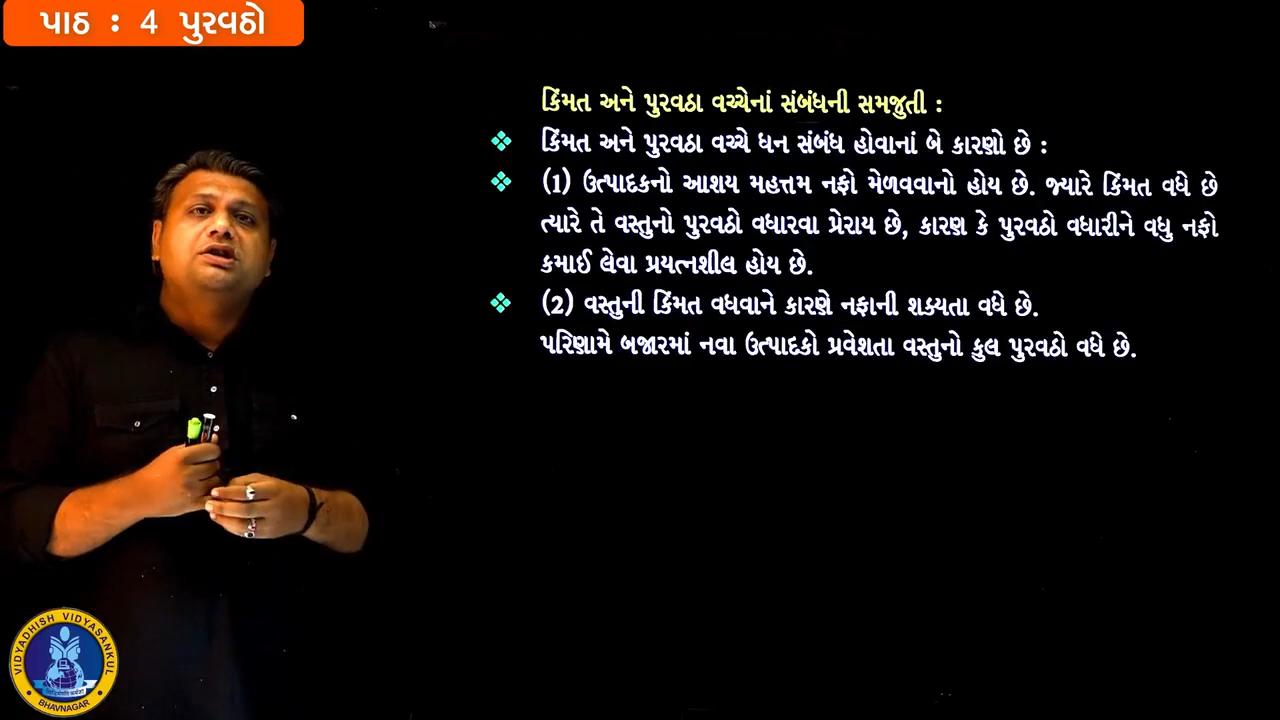 પાઠ : 4 પુરવઠો
કિંમત અને પુરવઠા વચ્ચેનાં સંબંધની સમજુતી :
❖ કિંમત અને પુરવઠા વચ્ચે ધન સંબંધ હોવાનાં બે કારણો છે :
❖ (1) ઉત્પાદકનો આશય મહત્તમ નફો મેળવવાનો હોય છે. જ્યારે કિંમત વધે છે
ત્યારે તે વસ્તુનો પુરવઠો વધારવા પ્રેરાય છે, કારણ કે પુરવઠો વધારીને વધુ નફો
કમાઈ લેવા પ્રયત્નશીલ હોય છે.
❖ (2) વસ્તુની કિંમત વધવાને કારણે નફાની શક્યતા વધે છે.
પરિણામે બજારમાં નવા ઉત્પાદકો પ્રવેશતા વસ્તુનો કુલ પુરવઠો વધે છે.
VIDYADHISH VIDYASANKUL
BHAVNAGAR